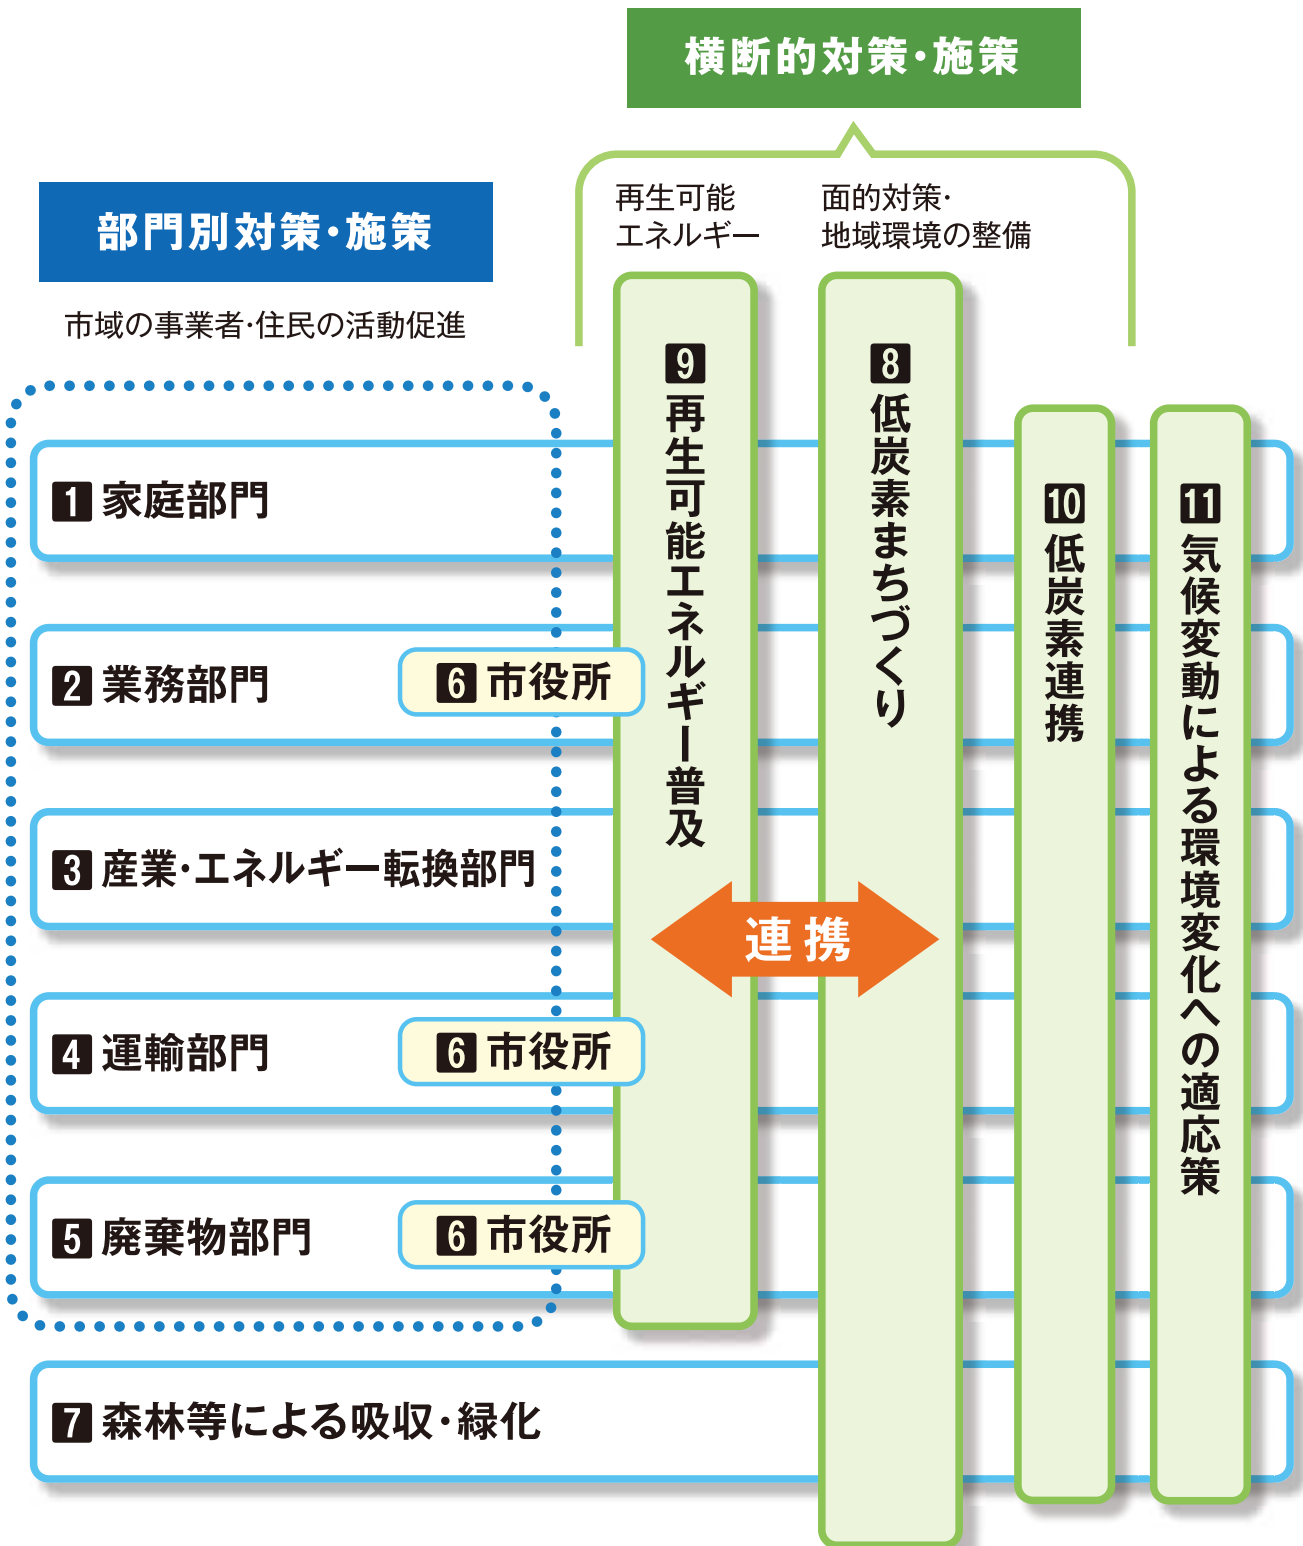 横断的対策・施策
部門別対策・施策
市域の事業者・住民の活動促進
再生可能
エネルギー
面的対策・
地域環境の整備
9 再生可能エネルギー普及
8 低炭素まちづくり
10 低炭素連携
11 気候変動による環境変化への適応策
1 家庭部門
2 業務部門
6 市役所
3 産業・エネルギー転換部門
連携
4 運輸部門
6 市役所
5 廃棄物部門
6 市役所
7 森林等による吸収・緑化